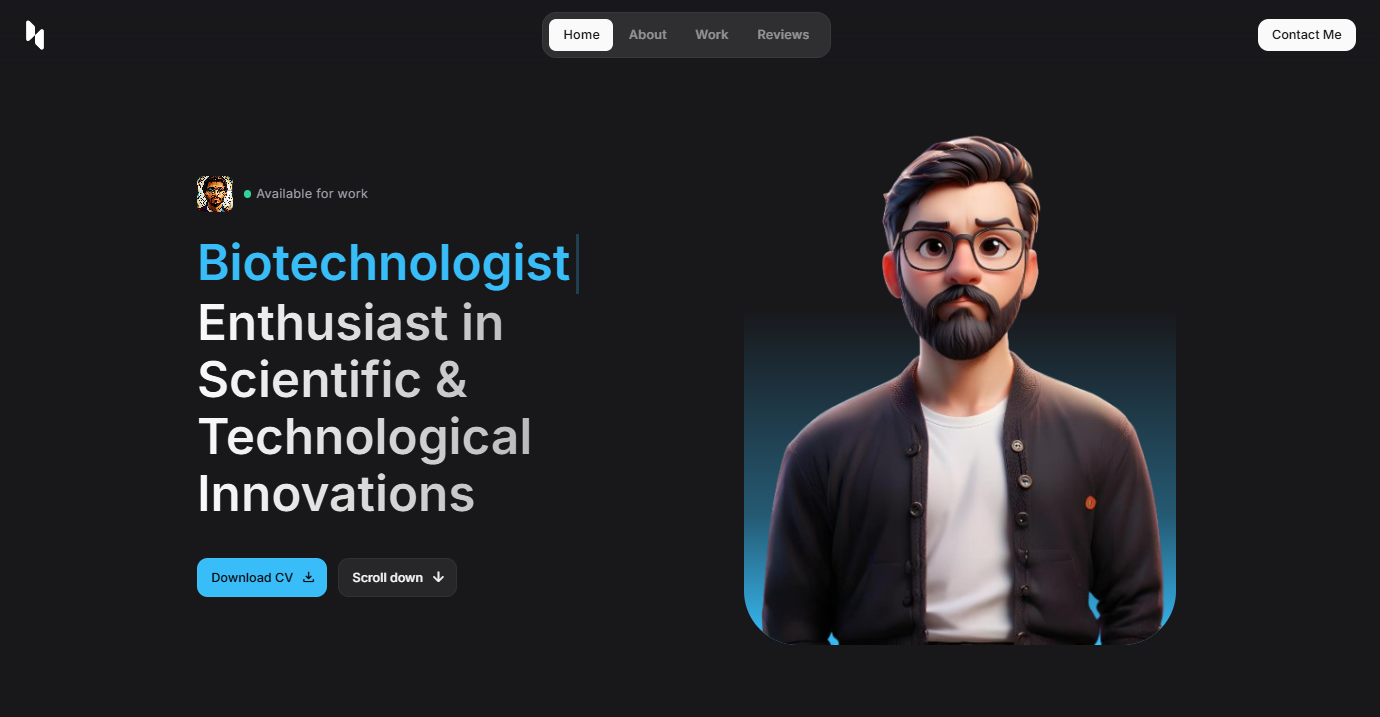 Home About Work Reviews
Contact Me
Available for work
Biotechnologist
Enthusiast in
Scientific &
Technological
Innovations
Download CV
Scroll down